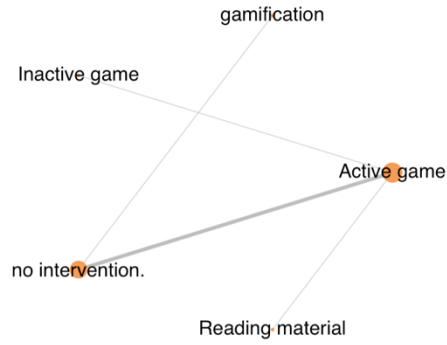 gamification
Inactive game
Active game
no intervention.
Reading material